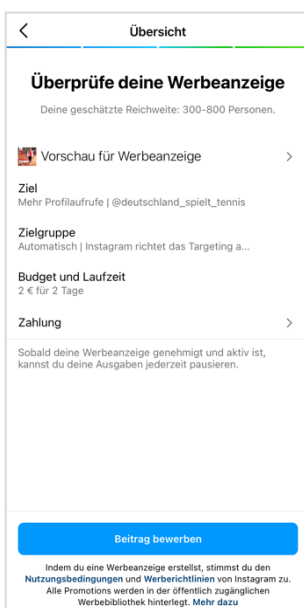 Übersicht
Überprüfe deine Werbeanzeige
Deine geschätzte Reichweite: 300-800 Personen.
Vorschau für Werbeanzeige
Ziel
Mehr Profilaufrufe | @deutschland_spielt_tennis
Zielgruppe
Automatisch | Instagram richtet das Targeting a...
Budget und Laufzeit
2 € für 2 Tage
Zahlung
Sobald deine Werbeanzeige genehmigt und aktiv ist,
kannst du deine Ausgaben jederzeit pausieren.
Beitrag bewerben
Indem du eine Werbeanzeige erstellst, stimmst du den
Nutzungsbedingungen und Werberichtlinien von Instagram zu.
Alle Promotions werden in der öffentlich zugänglichen
Werbebibliothek hinterlegt. Mehr dazu